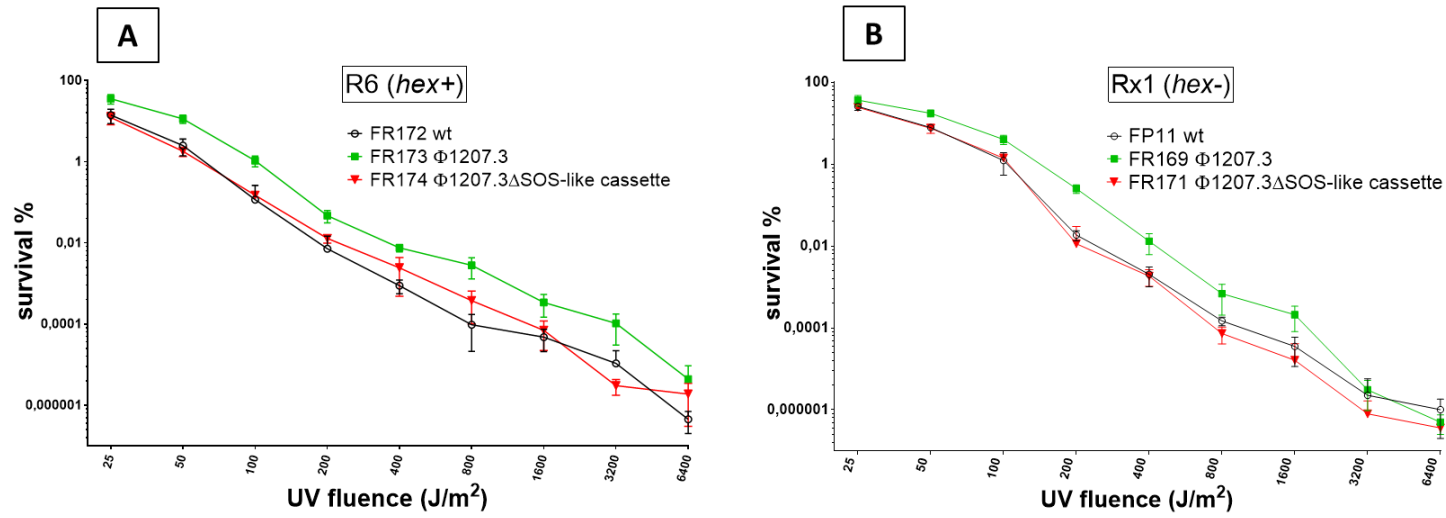 A
R6 (hex+)
FR172 wt
FR173 Φ1207.3
FR174 Φ1207.3ΔSOS-like cassette
survival %
100
1
0,01
0,0001
0,000001
25
50
100
200
400
800
1600
3200
6400
UV fluence (J/m²)
B
Rx1 (hex-)
FP11 wt
FR169 Φ1207.3
FR171 Φ1207.3ΔSOS-like cassette
survival %
100
1
0,01
0,0001
0,000001
25
50
100
200
400
800
1600
3200
6400
UV fluence (J/m²)